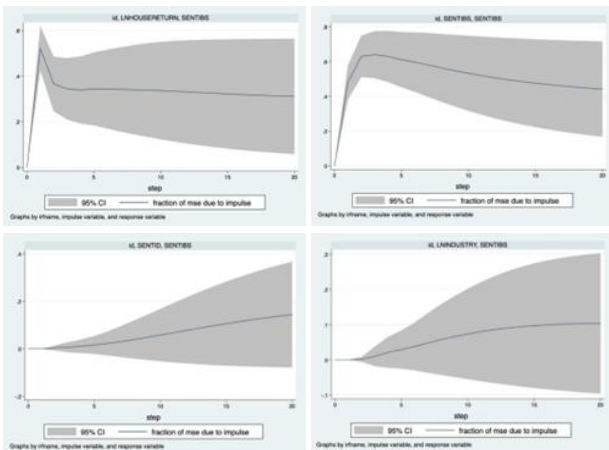 id, LNHOUSERETURN, SENTIBS
.6
.4
.2
0
0 5 10 15 20
step
95% CI fraction of mse due to impulse
Graphs by irfname, impulse variable, and response variable
id, SENTIBS, SENTIBS
.8
.6
.4
.2
0
0 5 10 15 20
step
95% CI fraction of mse due to impulse
Graphs by irfname, impulse variable, and response variable
id, SENTID, SENTIBS
.4
.2
0
-.2
0 5 10 15 20
step
95% CI fraction of mse due to impulse
Graphs by irfname, impulse variable, and response variable
id, LNINDUSTRY, SENTIBS
.3
.2
.1
0
-.1
0 5 10 15 20
step
95% CI fraction of mse due to impulse
Graphs by irfname, impulse variable, and response variable